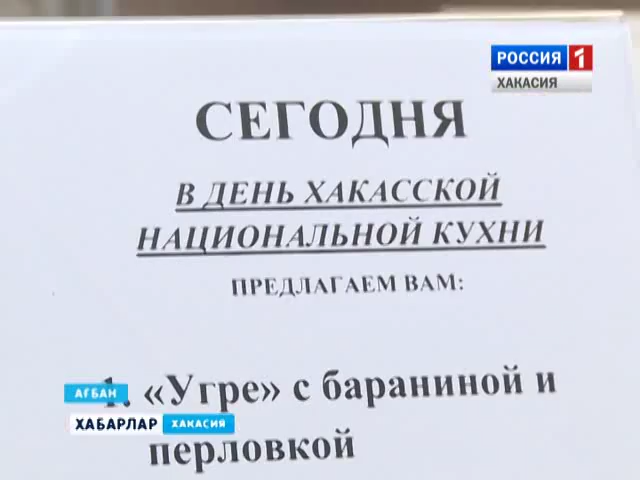 РОССИЯ 1
ХАКАСИЯ
СЕГОДНЯ
В ДЕНЬ ХАКАССКОЙ
НАЦИОНАЛЬНОЙ КУХНИ
ПРЕДЛАГАЕМ ВАМ:
1. «Угре» с бараниной и
перловкой
АҒБАН
ХАБАРЛАР ХАКАСИЯ